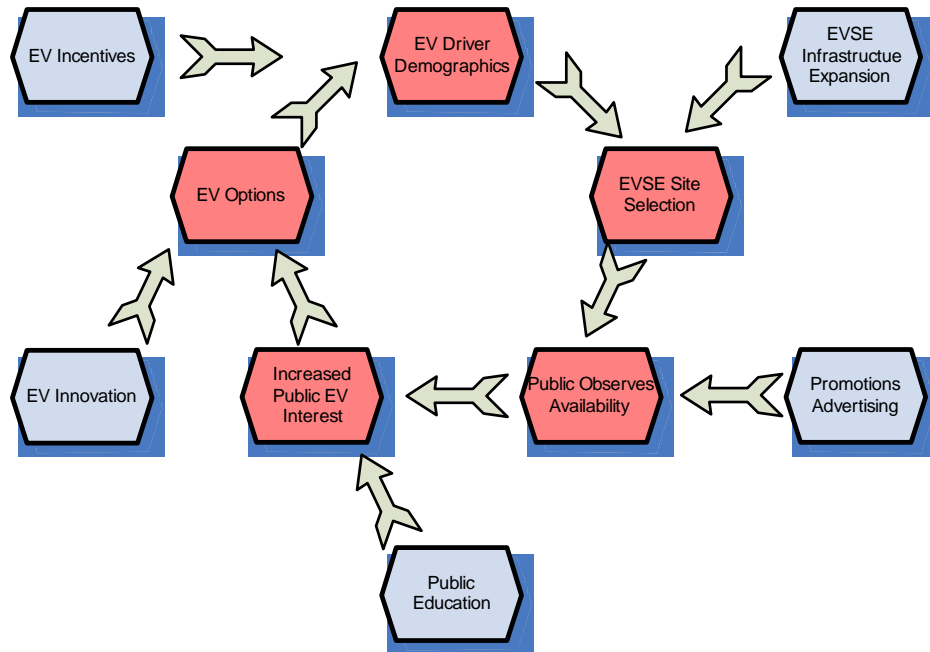 EV Incentives
EV Driver
Demographics
EVSE
Infrastructue
Expansion
EV Options
EVSE Site
Selection
EV Innovation
Increased
Public EV
Interest
Public Observes
Availability
Promotions
Advertising
Public
Education